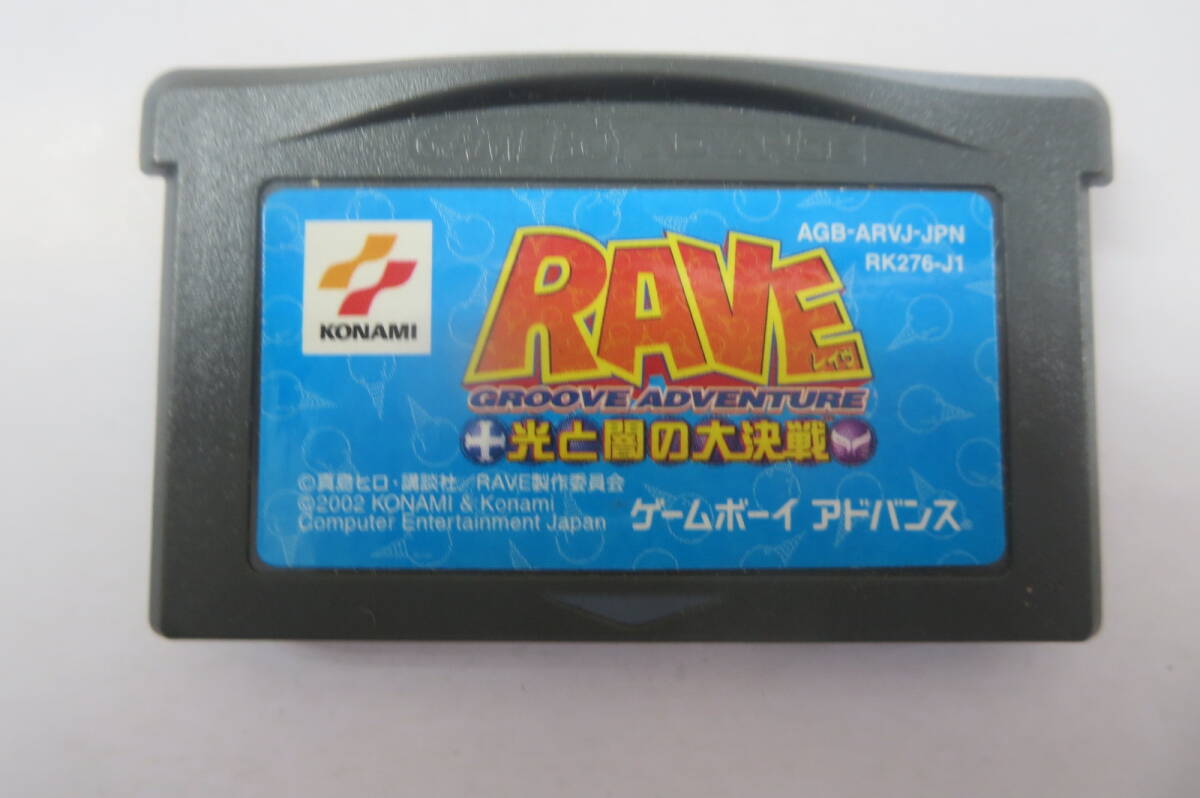 GAME BOY ADVANCE
KONAMI
AGB-ARVJ-JPN
RK276-J1
RAVE
レイヴ
GROOVE ADVENTURE
光と闇の大決戦
©真島ヒロ・講談社／RAVE製作委員会
©2002 KONAMI & Konami
Computer Entertainment Japan
ゲームボーイ アドバンス®